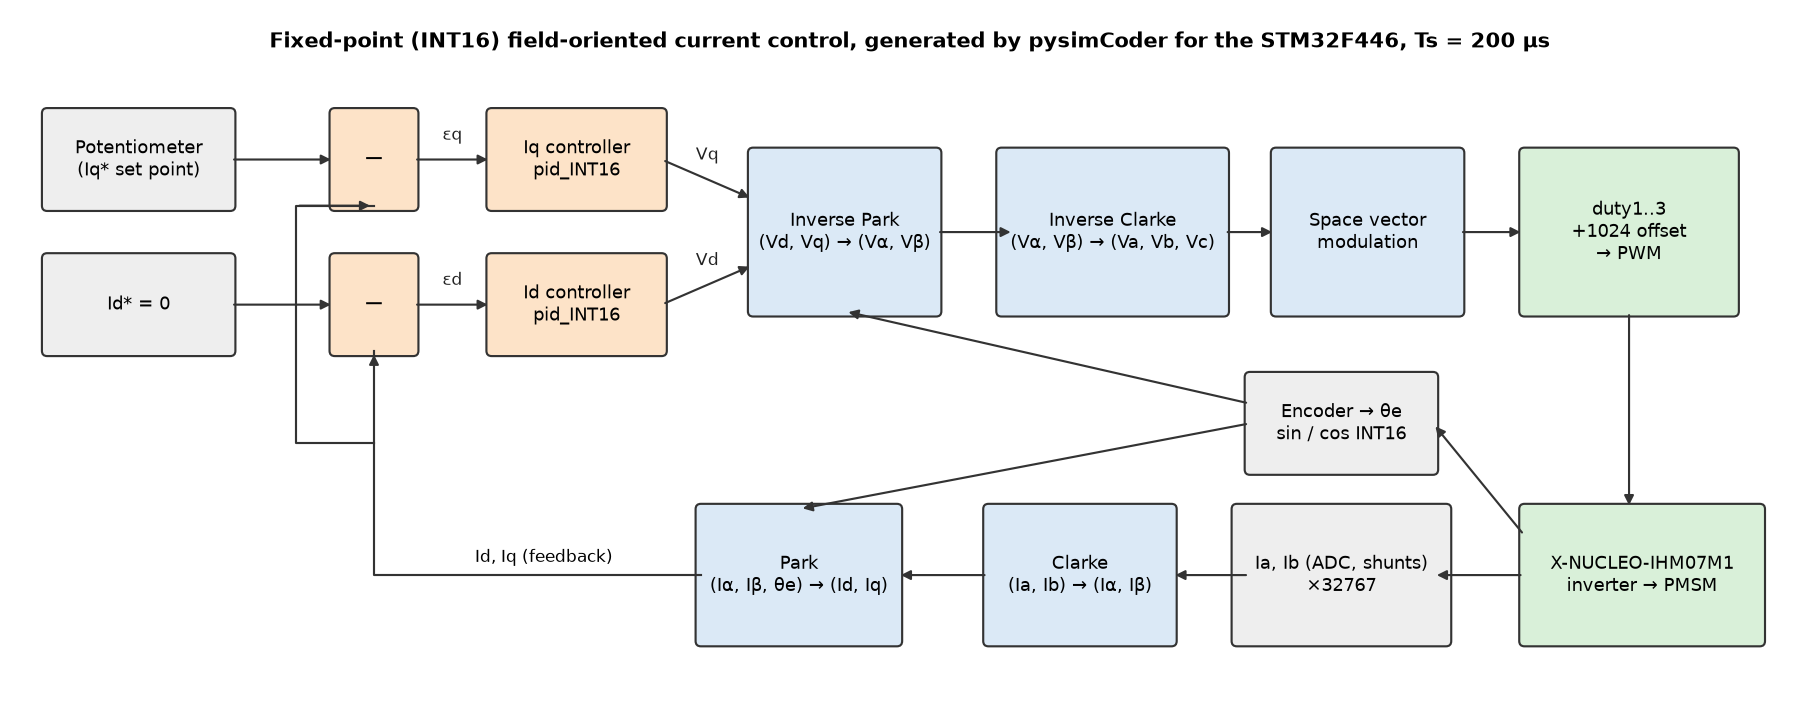 Fixed-point (INT16) field-oriented current control, generated by pysimCoder for the STM32F446, Ts = 200 µs
Potentiometer
(Iq* set point)
−
εq
Iq controller
pid_INT16
Vq
Id* = 0
−
εd
Id controller
pid_INT16
Vd
Inverse Park
(Vd, Vq) → (Vα, Vβ)
Inverse Clarke
(Vα, Vβ) → (Va, Vb, Vc)
Space vector
modulation
duty1..3
+1024 offset
→ PWM
Encoder → θe
sin / cos INT16
Id, Iq (feedback)
Park
(Iα, Iβ, θe) → (Id, Iq)
Clarke
(Ia, Ib) → (Iα, Iβ)
Ia, Ib (ADC, shunts)
×32767
X-NUCLEO-IHM07M1
inverter → PMSM